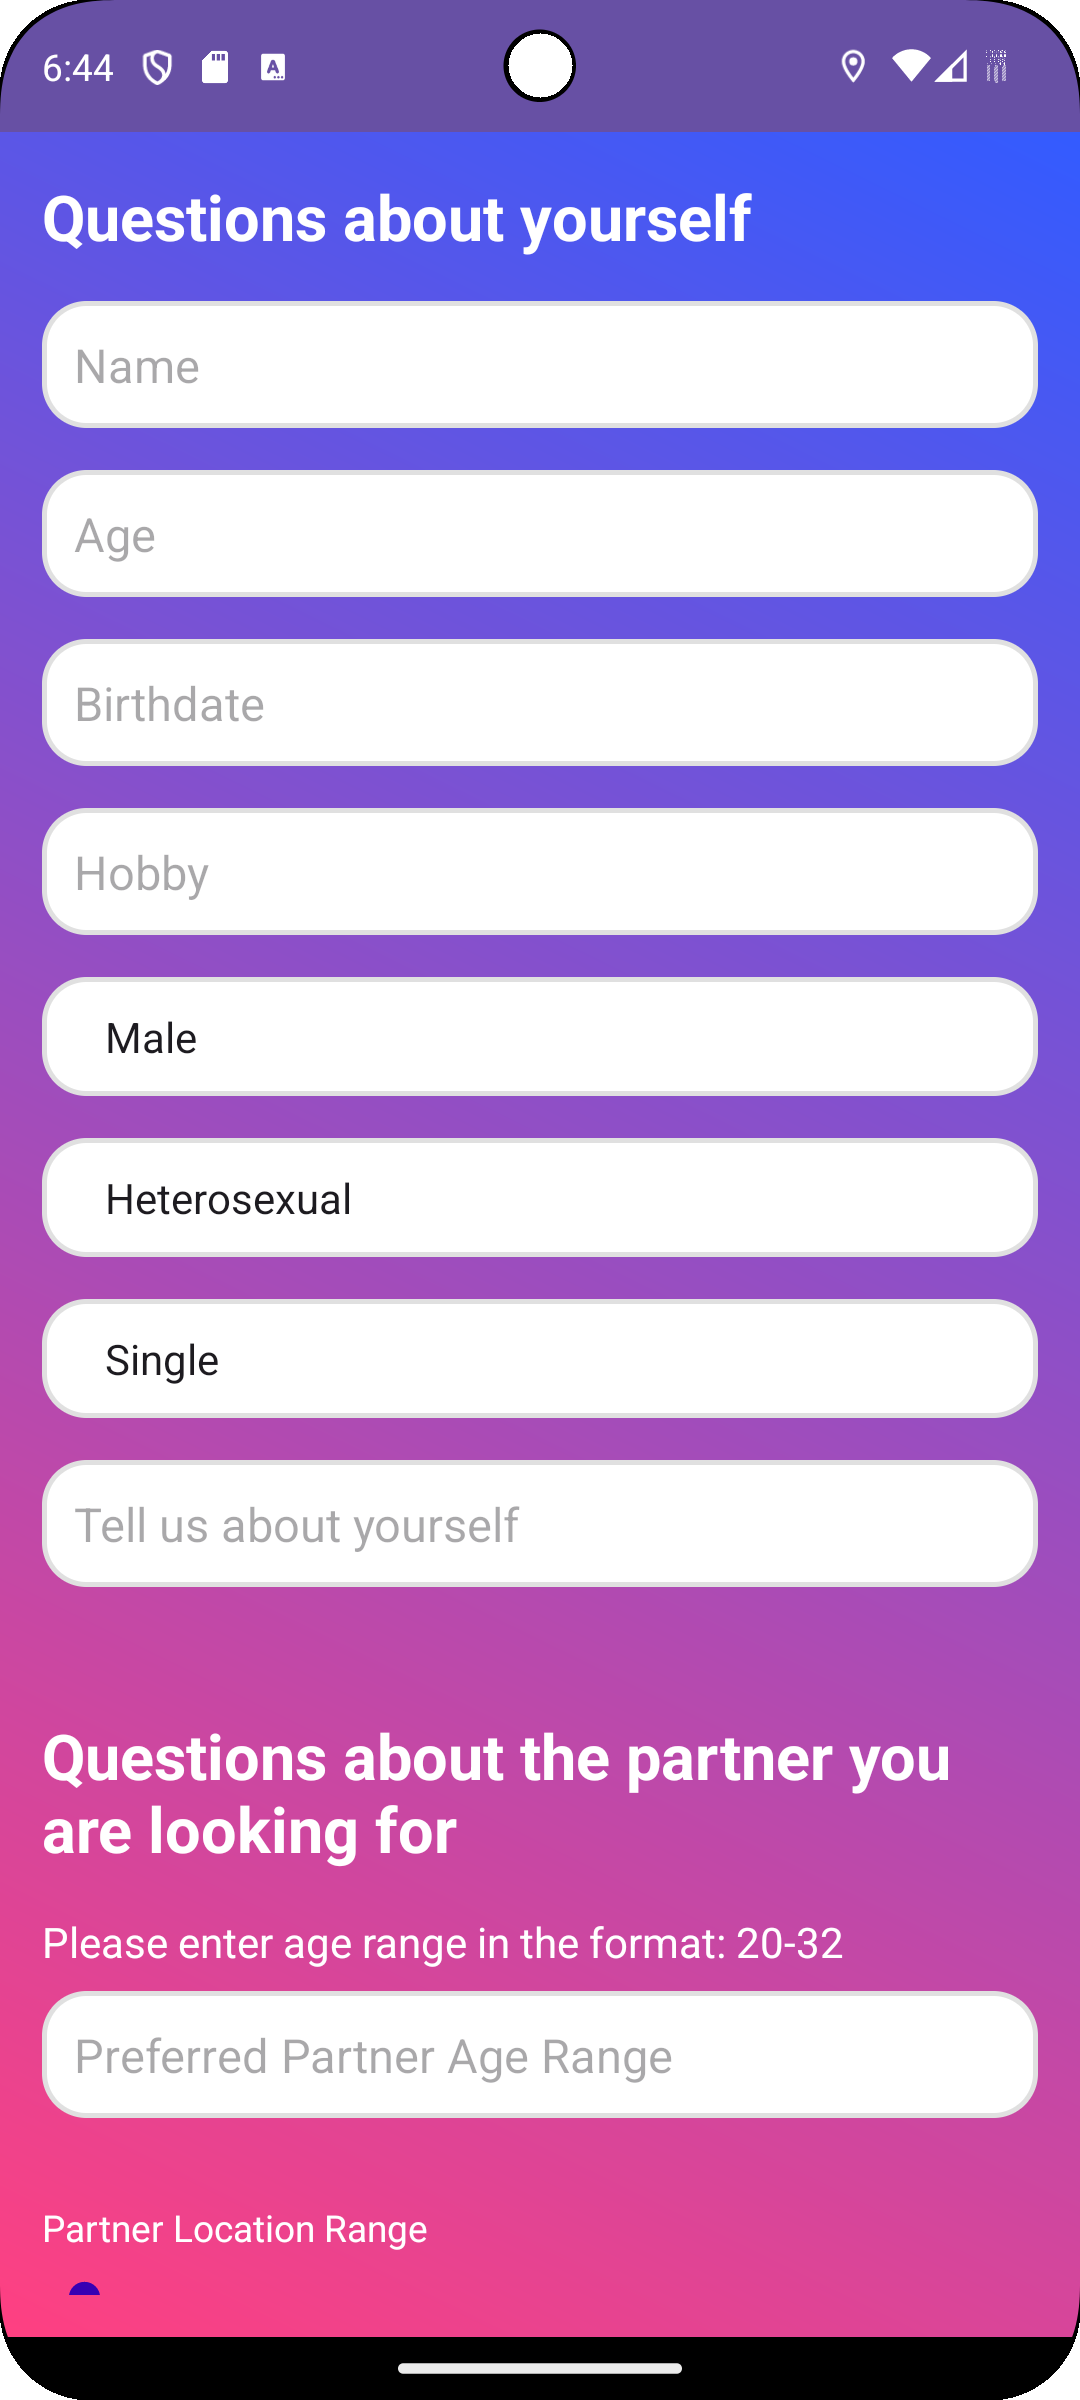 6:44
Questions about yourself
Name
Age
Birthdate
Hobby
Male
Heterosexual
Single
Tell us about yourself
Questions about the partner you
are looking for
Please enter age range in the format: 20-32
Preferred Partner Age Range
Partner Location Range